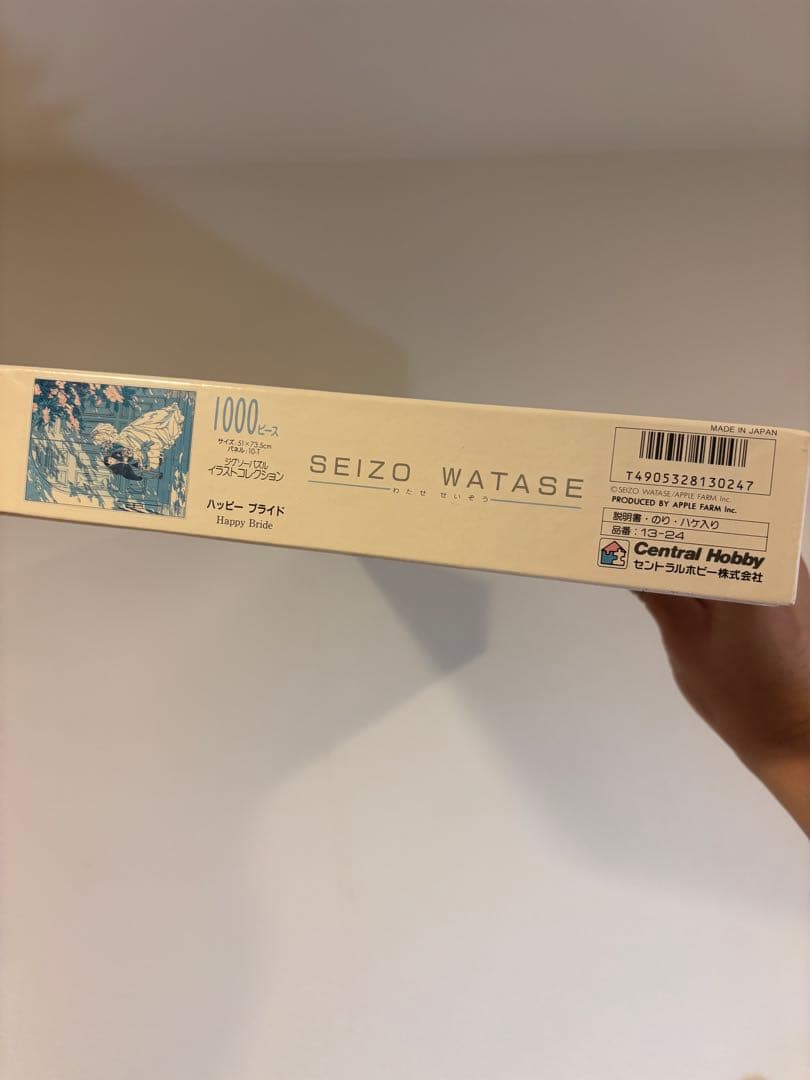 1000ピース
サイズ:51×73.5cm
パネル:10-T
ジグソーパズル
イラストコレクション
ハッピー ブライド
Happy Bride
SEIZO WATASE
わたせ せいぞう
MADE IN JAPAN
T4905328130247
©SEIZO WATASE/APPLE FARM Inc.
PRODUCED BY APPLE FARM Inc.
説明書・のり・ハケ入り
品番:13-24
Central Hobby
セントラルホビー株式会社